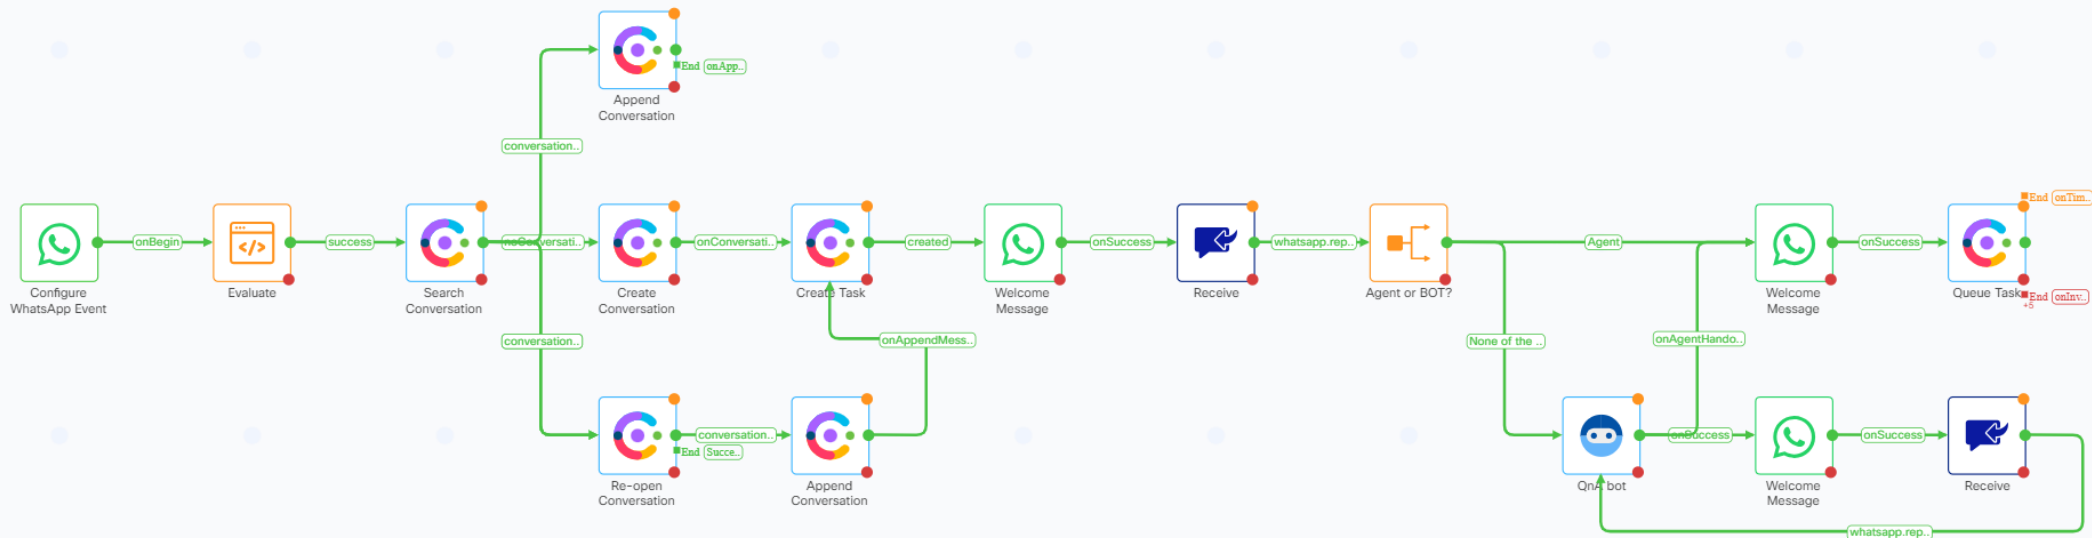 End onApp..
Append
Conversation
conversation..
End onTim..
onBegin
success
noConversati..
onConversati..
created
onSuccess
whatsapp.rep..
Agent
onSuccess
Configure
WhatsApp Event
Evaluate
Search
Conversation
Create
Conversation
Create Task
Welcome
Message
Receive
Agent or BOT?
Welcome
Message
Queue Task
End onInv..
+5
conversation..
onAppendMess..
None of the ..
onAgentHando..
conversation..
End Succe..
onSuccess
onSuccess
Re-open
Conversation
Append
Conversation
QnA bot
Welcome
Message
Receive
whatsapp.rep..